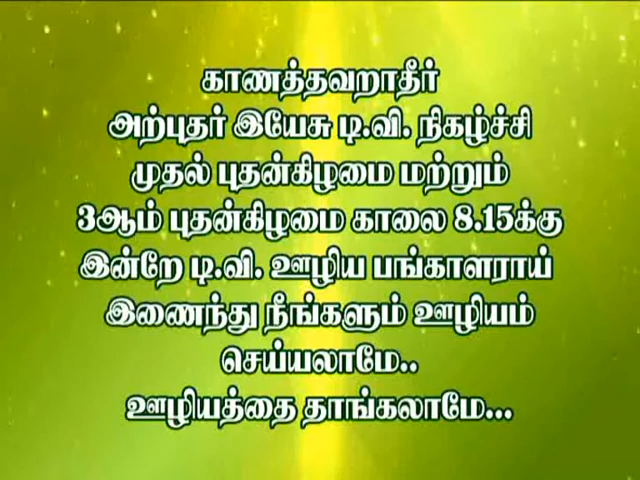 காணத்தவறாதீர்
அற்புதர் இயேசு டி.வி. நிகழ்ச்சி
முதல் புதன்கிழமை மற்றும்
3ஆம் புதன்கிழமை காலை 8.15க்கு
இன்றே டி.வி. ஊழிய பங்காளராய்
இணைந்து நீங்களும் ஊழியம்
செய்யலாமே..
ஊழியத்தை தாங்கலாமே...